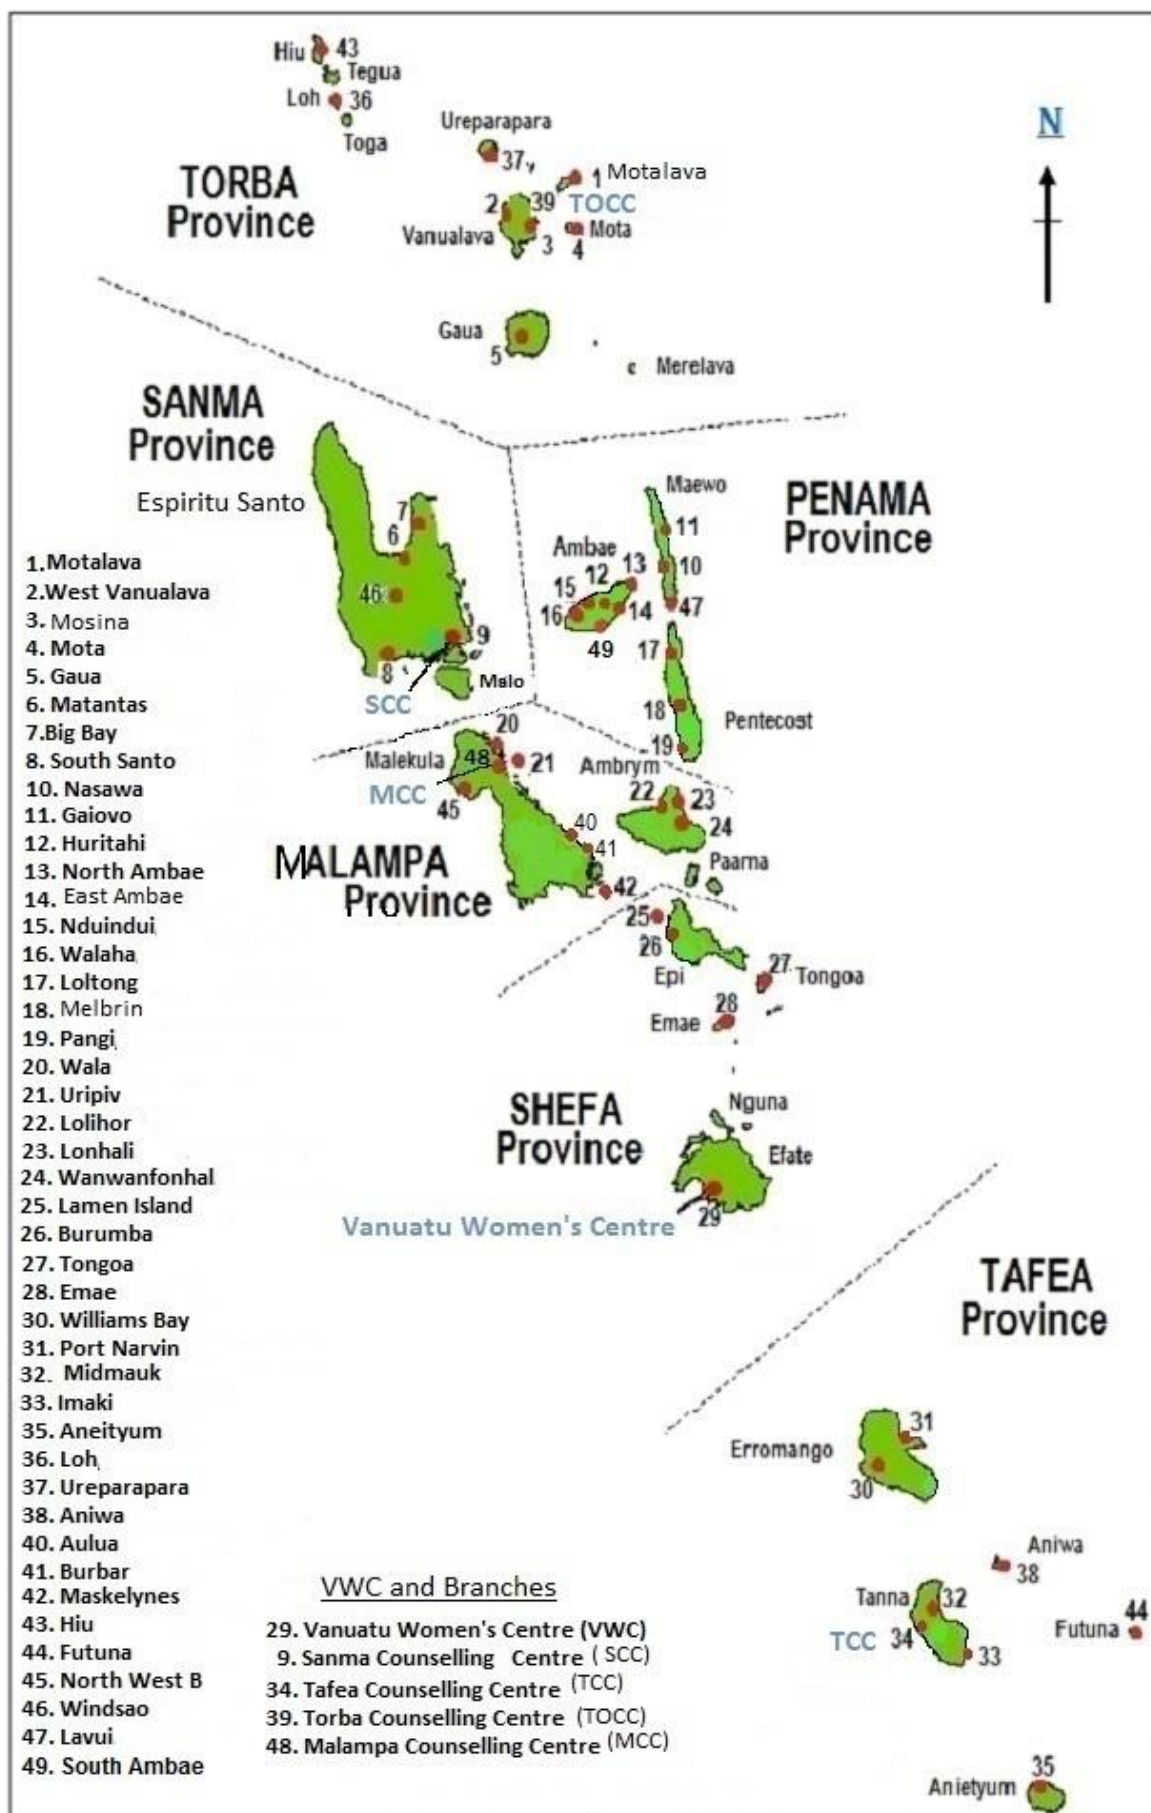 Hiu 43
Tegua
Loh 36
Toga
Ureparapara
37
1 Motalava
TORBA
Province
2 39 TOCC
Vanualava 3 4 Mota
N
Gaua
5
Merelava
SANMA
Province
Espiritu Santo
7
6
46
9
8
SCC
Malo
Maewo
PENAMA
Province
11
Ambae 13 10
15 12
16 14 47
49
17
18 Pentecost
19
20
Malekula 48 21 Ambrym
MCC
45
22 23
24
40
41
MALAMPA
Province
Paama
42
25
26
Epi
27 Tongoa
28
Emae
SHEFA
Province
Nguna
Efate
29
Vanuatu Women's Centre
TAFEA
Province
31
Erromango
30
Aniwa
38
Tanna 32
TCC 34
33
44
Futuna
35
Anietyum
1. Motalava
2. West Vanualava
3. Mosina
4. Mota
5. Gaua
6. Matantas
7. Big Bay
8. South Santo
10. Nasawa
11. Gaiovo
12. Huritahi
13. North Ambae
14. East Ambae
15. Nduindui
16. Walaha
17. Loltong
18. Melbrin
19. Pangi
20. Wala
21. Uripiv
22. Lolihor
23. Lonhali
24. Wanwanfonhal
25. Lamen Island
26. Burumba
27. Tongoa
28. Emae
30. Williams Bay
31. Port Narvin
32. Midmauk
33. Imaki
35. Aneityum
36. Loh
37. Ureparapara
38. Aniwa
40. Aulua
41. Burbar
42. Maskelynes
43. Hiu
44. Futuna
45. North West B
46. Windsao
47. Lavui
49. South Ambae
VWC and Branches
29. Vanuatu Women's Centre (VWC)
9. Sanma Counselling Centre ( SCC)
34. Tafea Counselling Centre (TCC)
39. Torba Counselling Centre (TOCC)
48. Malampa Counselling Centre (MCC)